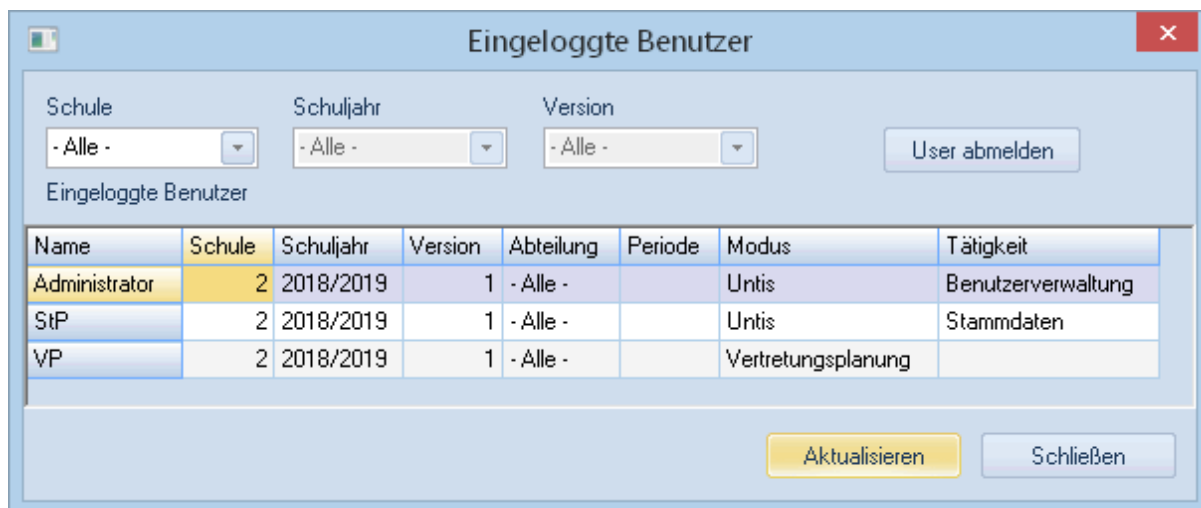 Eingeloggte Benutzer
Schule Schuljahr Version
- Alle - - Alle - - Alle - User abmelden
Eingeloggte Benutzer
Name Schule Schuljahr Version Abteilung Periode Modus Tätigkeit
Administrator 2 2018/2019 1 - Alle - Untis Benutzerverwaltung
StP 2 2018/2019 1 - Alle - Untis Stammdaten
VP 2 2018/2019 1 - Alle - Vertretungsplanung
Aktualisieren Schließen